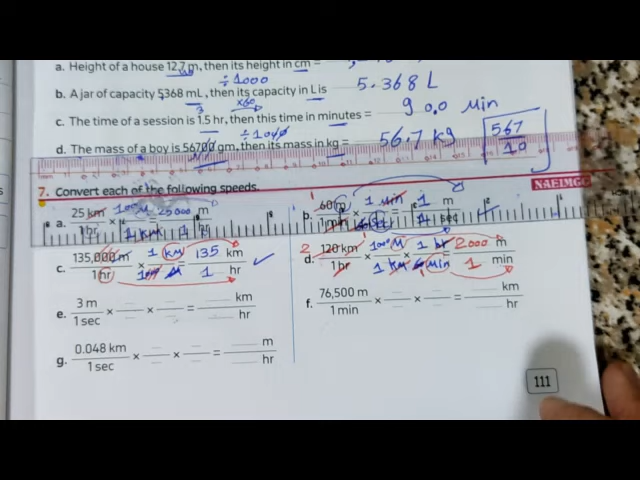 a. Height of a house 12.7 m, then its height in cm =
÷1000
b. A jar of capacity 5368 mL, then its capacity in L is 5.368 L
3 ×60
c. The time of a session is 1.5 hr, then this time in minutes = 90.0 Min
÷1000
d. The mass of a boy is 56700 gm, then its mass in kg = 56.7 kg 567/10
7. Convert each of the following speeds.
NAEIMGC
a. 25 km/1 hr × 1000 M/1 km = 25000 m/1 hr
b. 60 m/1 min × 1 Min = 1 m/1 sec
c. 135,000 m/1 hr × 1 km/1000 M = 135 km/1 hr
d. 2 120 km/1 hr × 1000 M/1 km × 1 hr/60 Min = 2000 m/1 min
e. 3 m/1 sec × — × — = km/hr
f. 76,500 m/1 min × — × — = km/hr
g. 0.048 km/1 sec × — × — = m/hr
111